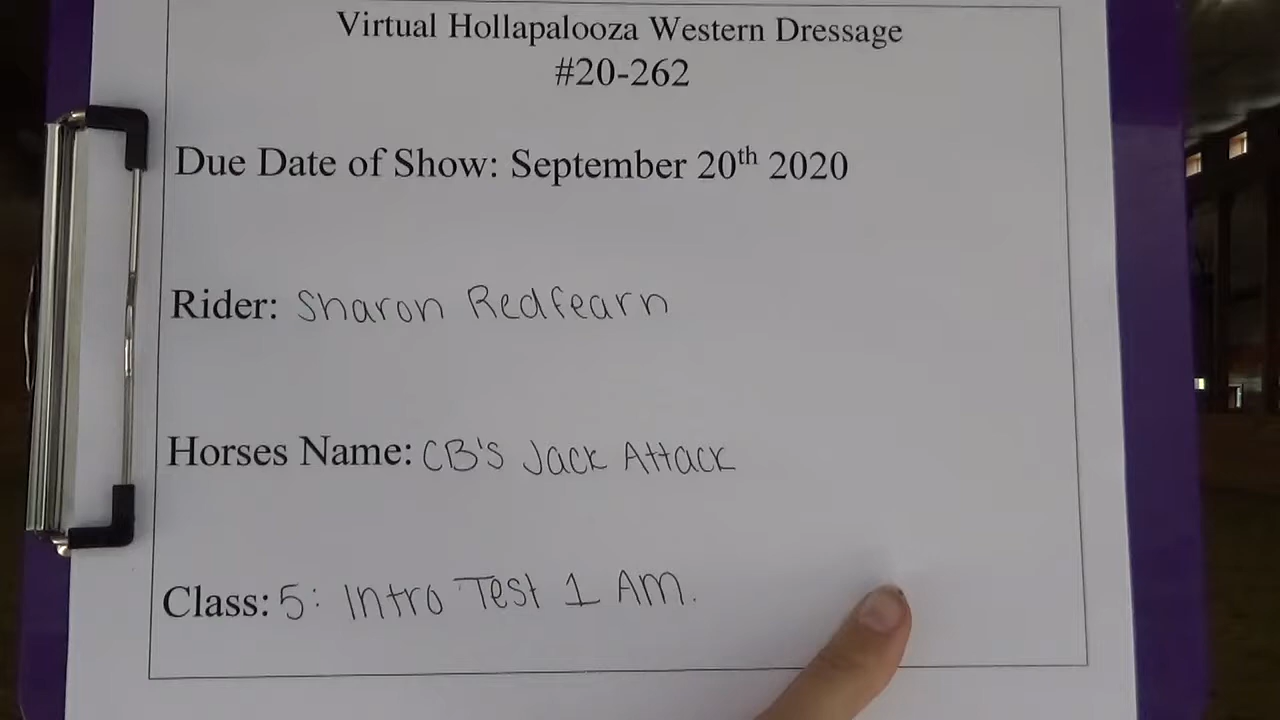 Virtual Hollapalooza Western Dressage
#20-262
Due Date of Show: September 20th 2020
Rider: Sharon Redfearn
Horses Name: CB's Jack Attack
Class: 5: Intro Test 1 Am.